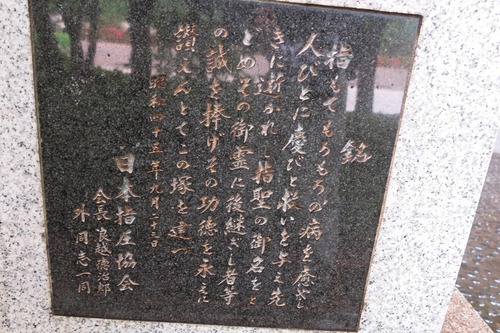 銘
指もてもろもろの病を癒やし
人びとに慶びと救いを与え先
きに逝かれし指聖の御名をと
どめその御霊に後継ぎし者等
の誠を捧げその功徳を永えに
讃えんとてこの塚を建つ
昭和四十五年九月二十二日
日本指圧協会
会長 浪越徳治郎
外同志一同